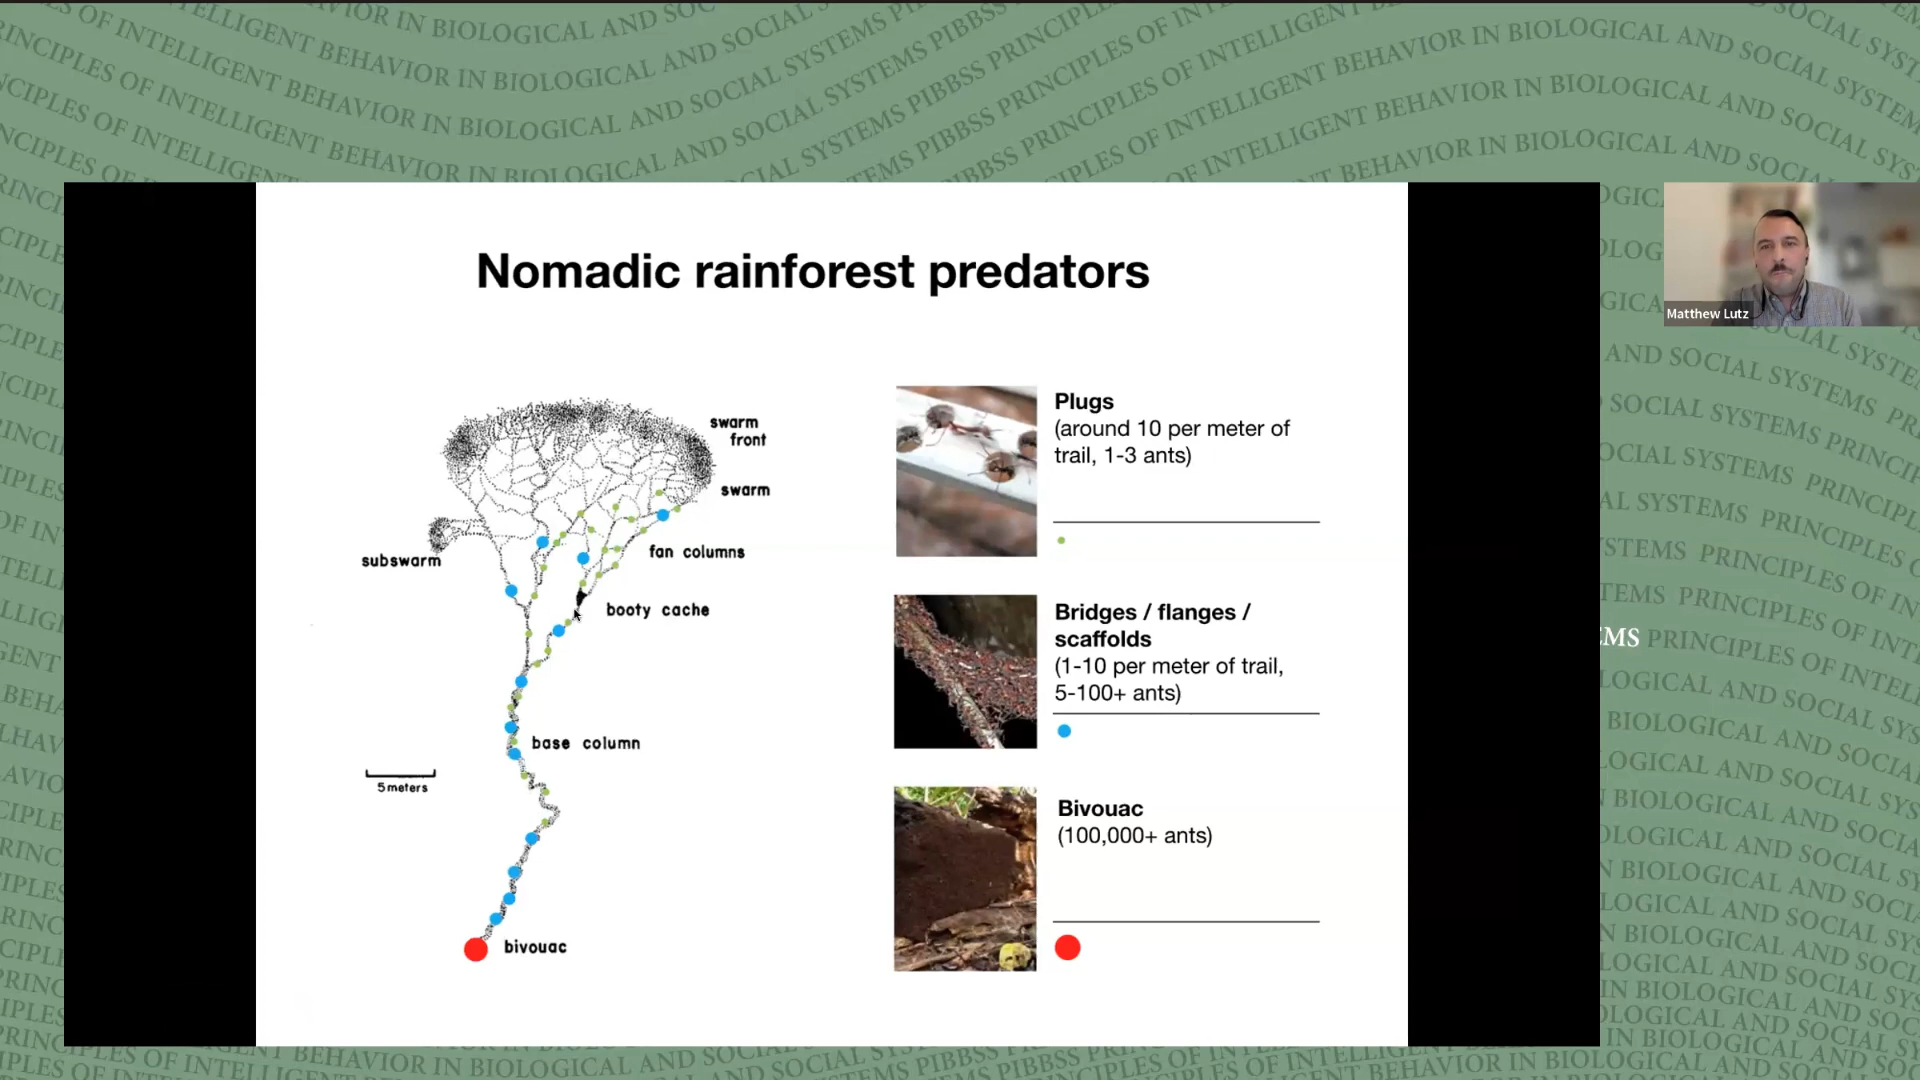 Nomadic rainforest predators
swarm
front
swarm
subswarm
fan columns
booty cache
base column
5 meters
bivouac
Plugs
(around 10 per meter of
trail, 1-3 ants)
Bridges / flanges /
scaffolds
(1-10 per meter of trail,
5-100+ ants)
Bivouac
(100,000+ ants)
Matthew Lutz
PIBBSS PRINCIPLES OF INTELLIGENT BEHAVIOR IN BIOLOGICAL AND SOCIAL SYSTEMS